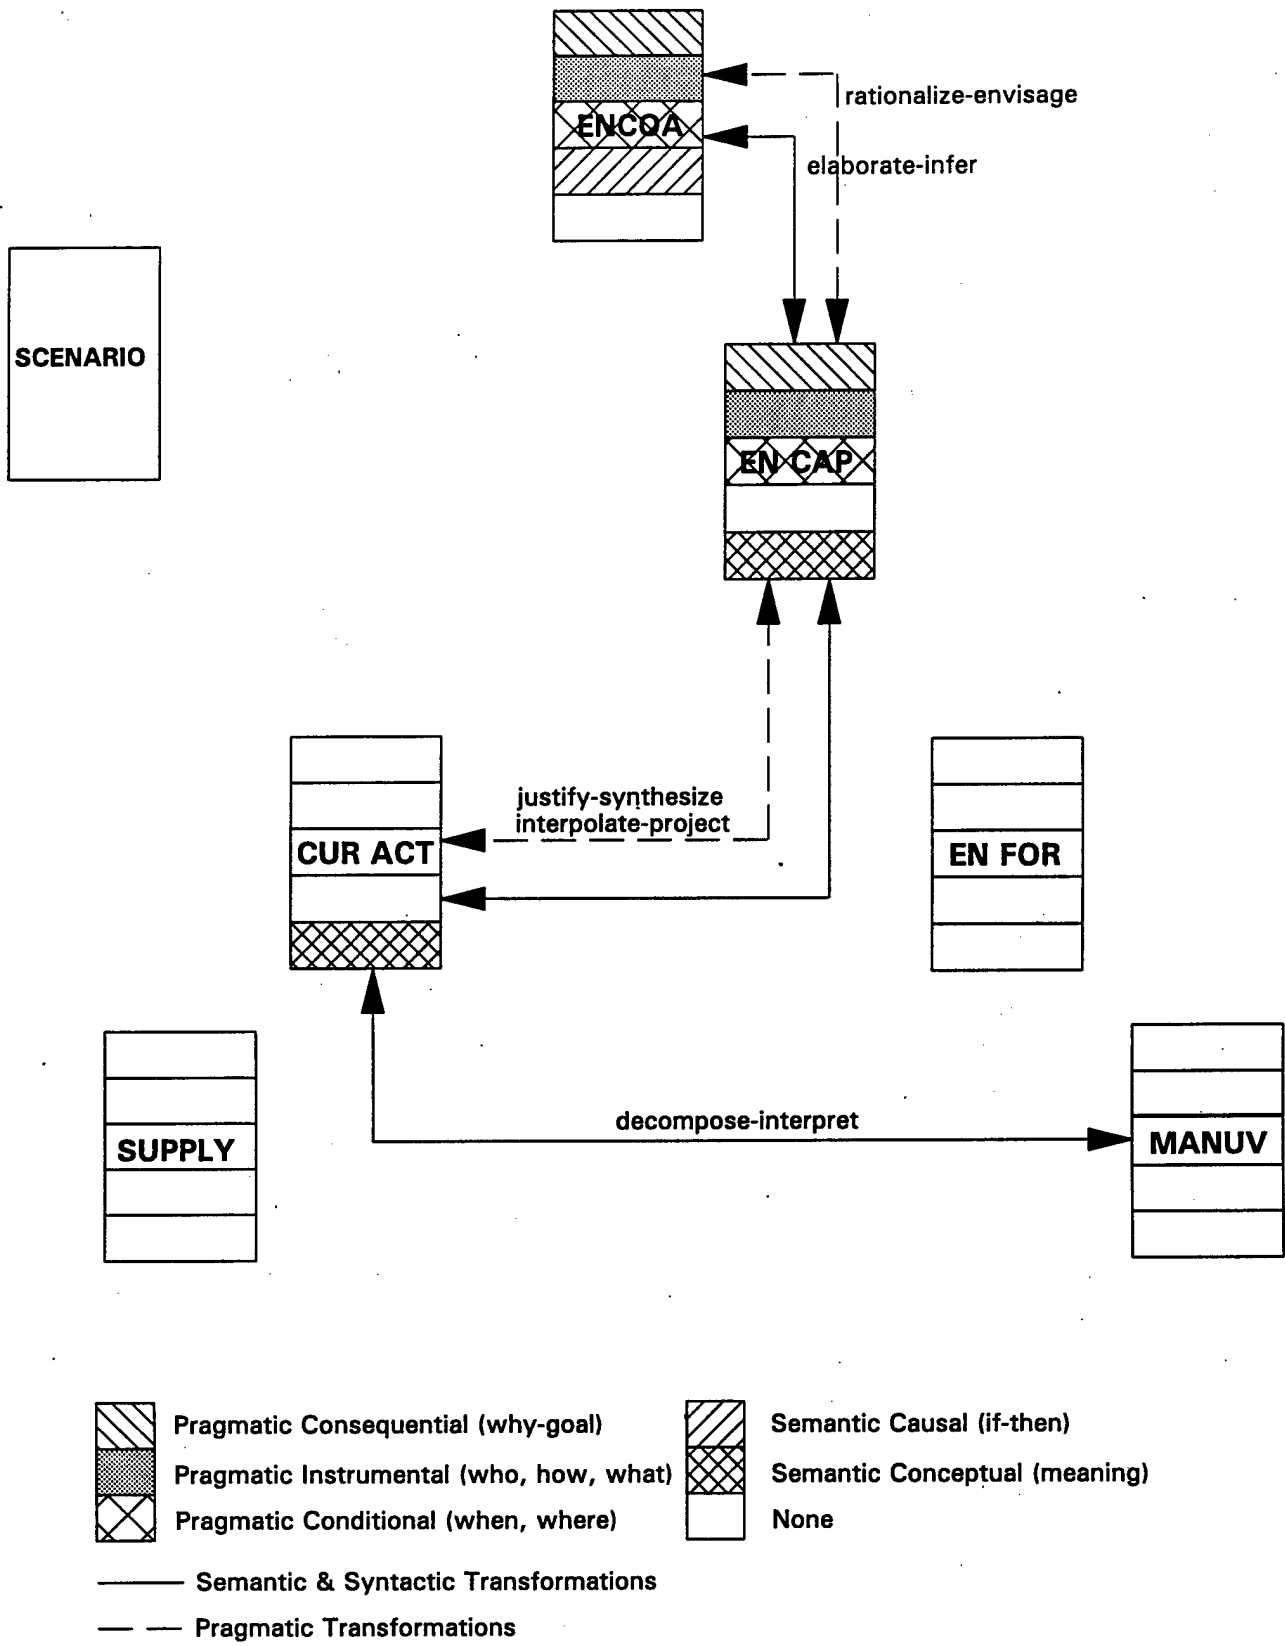 ENCOA
rationalize-envisage
elaborate-infer
SCENARIO
EN CAP
justify-synthesize
interpolate-project
CUR ACT
EN FOR
decompose-interpret
SUPPLY
MANUV
Pragmatic Consequential (why-goal)
Semantic Causal (if-then)
Pragmatic Instrumental (who, how, what)
Semantic Conceptual (meaning)
Pragmatic Conditional (when, where)
None
Semantic & Syntactic Transformations
Pragmatic Transformations